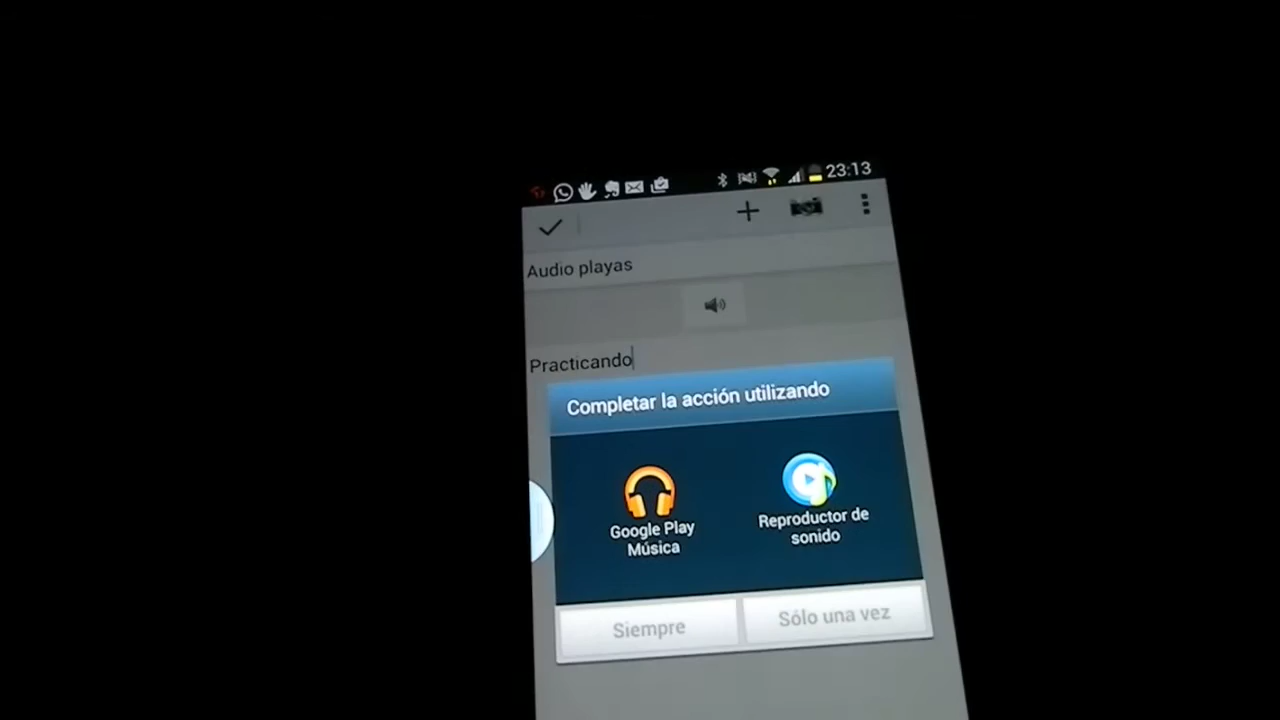 23:13
Audio playas
Practicando
Completar la acción utilizando
Google Play
Música
Reproductor de
sonido
Siempre
Sólo una vez